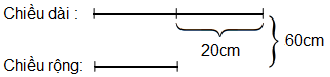 Chiều dài :
20cm
60cm
Chiều rộng: